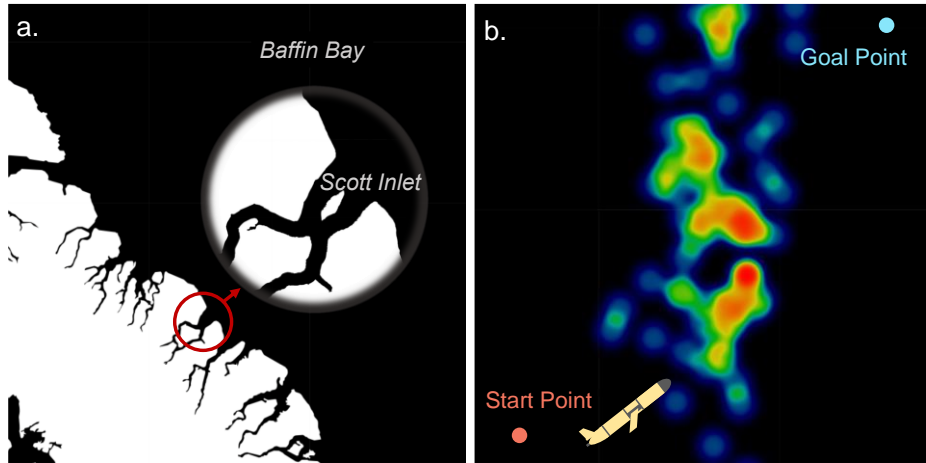 a.
Baffin Bay
Scott Inlet
b.
Goal Point
Start Point